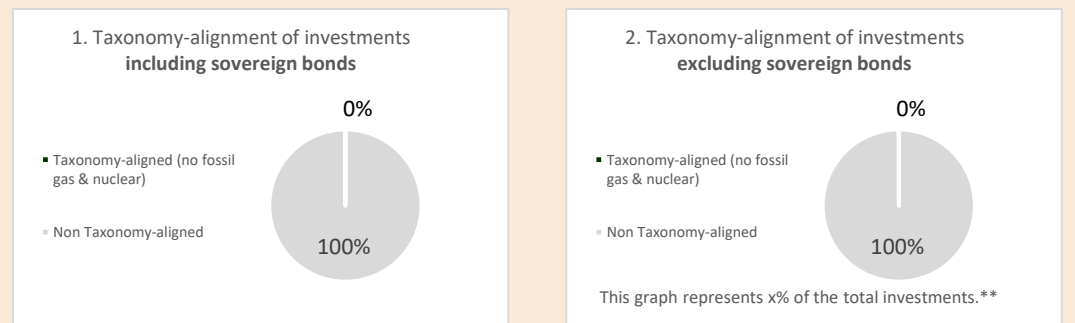 1. Taxonomy-alignment of investments
including sovereign bonds
0%
Taxonomy-aligned (no fossil
gas & nuclear)
Non Taxonomy-aligned
100%
2. Taxonomy-alignment of investments
excluding sovereign bonds
0%
Taxonomy-aligned (no fossil
gas & nuclear)
Non Taxonomy-aligned
100%
This graph represents x% of the total investments.**